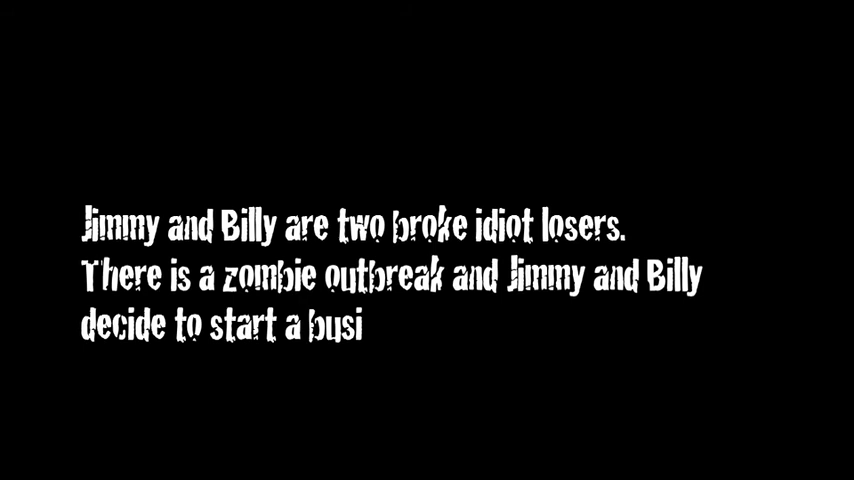 Jimmy and Billy are two broke idiot losers.
There is a zombie outbreak and Jimmy and Billy
decide to start a busi